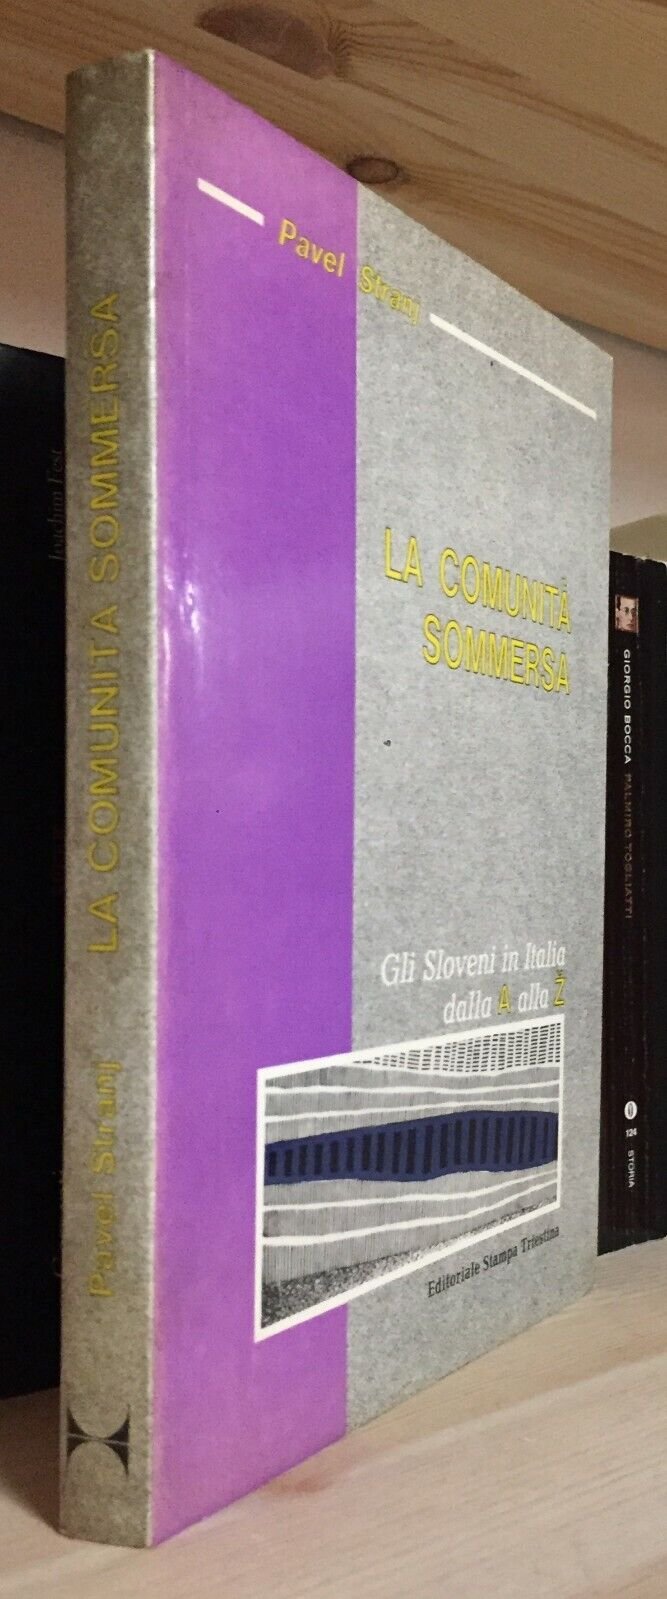 Pavel Stranj
LA COMUNITÀ
SOMMERSA
Gli Sloveni in Italia
dalla A alla Ž
Editoriale Stampa Triestina
Pavel Stranj LA COMUNITA SOMMERSA
Joachim Fest
GIORGIO BOCCA PALMIRO TOGLIATTI
124
STORIA